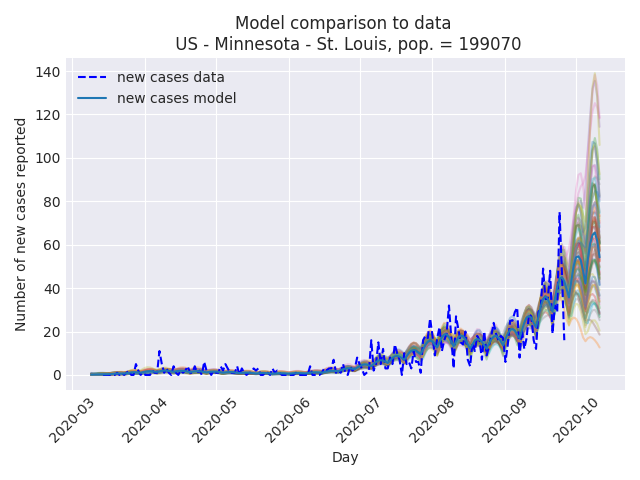 Model comparison to data
US - Minnesota - St. Louis, pop. = 199070
new cases data
new cases model
Number of new cases reported
140
120
100
80
60
40
20
0
2020-03
2020-04
2020-05
2020-06
2020-07
2020-08
2020-09
2020-10
Day